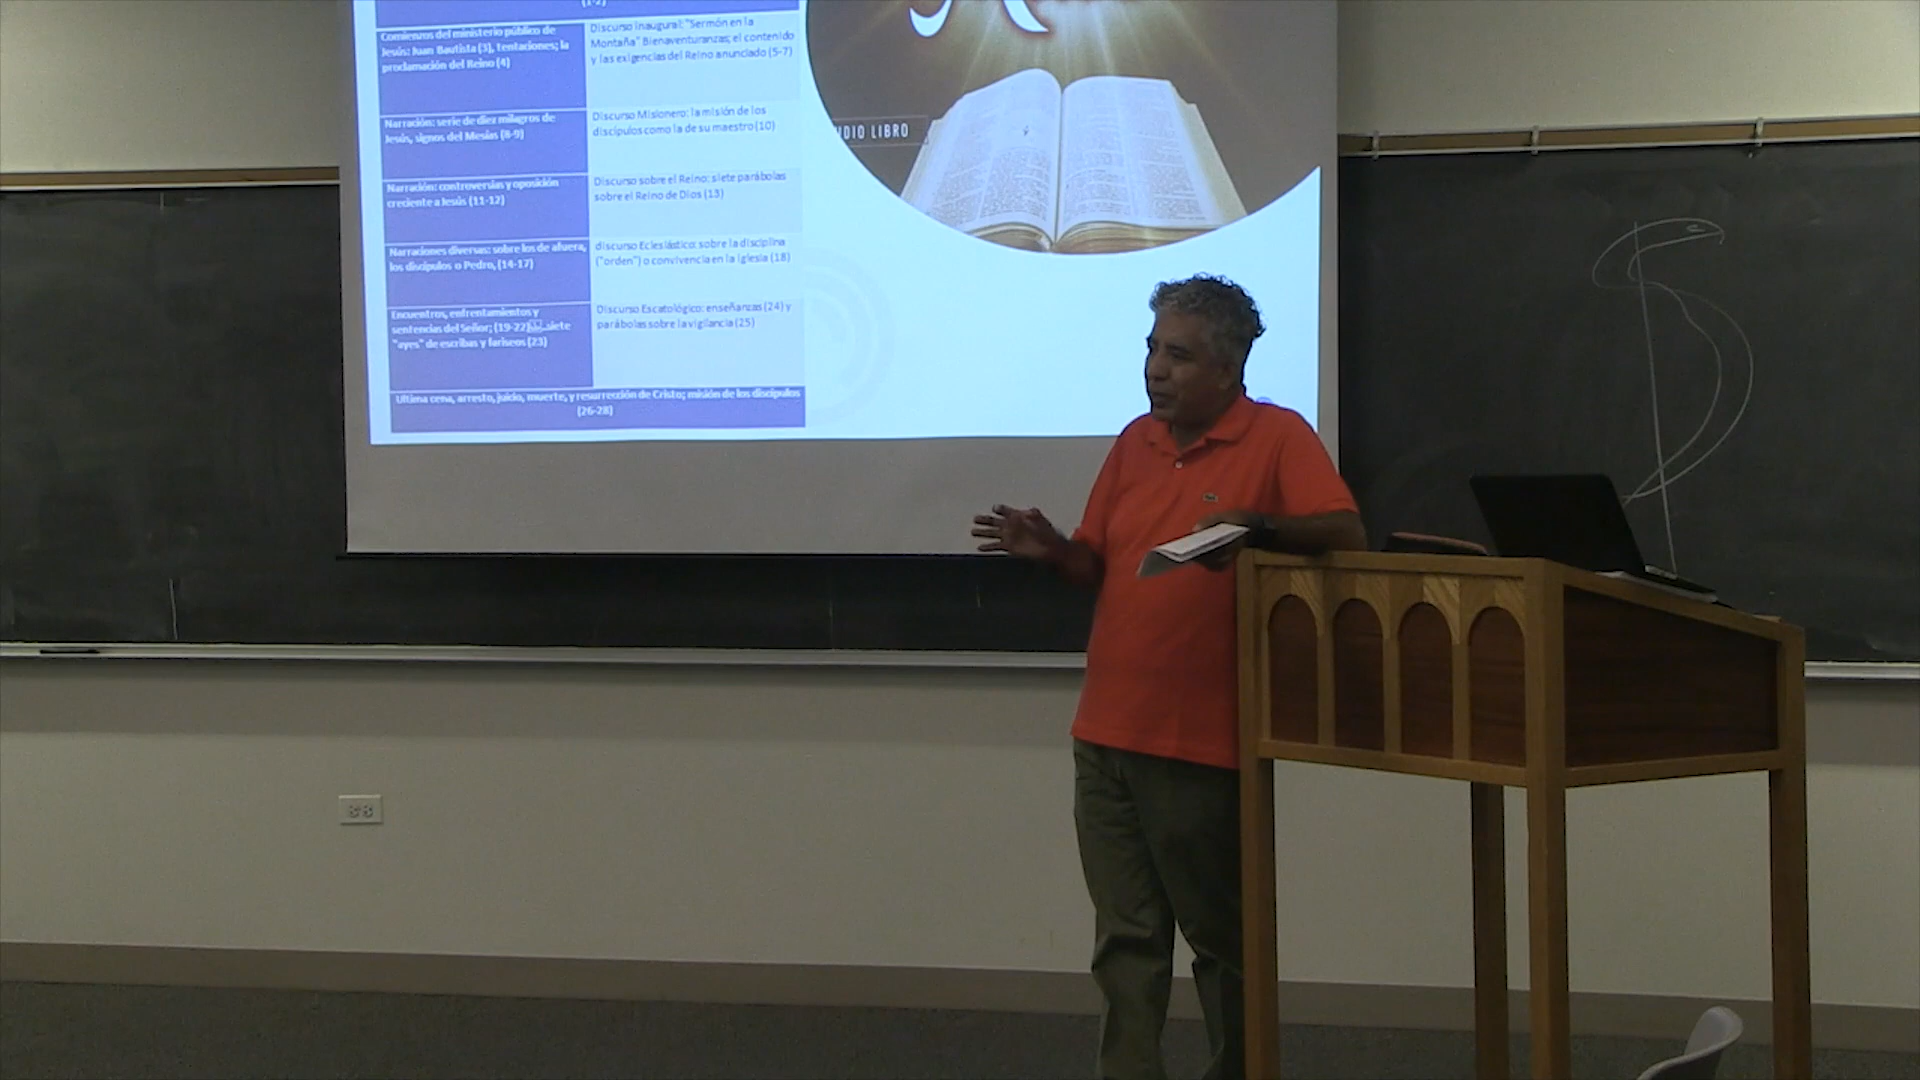 (1-2)
Comienzos del ministerio público de
Jesús: Juan Bautista (3), tentaciones; la
proclamación del Reino (4)
Discurso inaugural: "Sermón en la
Montaña" Bienaventuranzas; el contenido
y las exigencias del Reino anunciado (5-7)
Narración: serie de diez milagros de
Jesús, signos del Mesías (8-9)
Discurso Misionero: la misión de los
discípulos como la de su maestro (10)
Narración: controversias y oposición
creciente a Jesús (11-12)
Discurso sobre el Reino: siete parábolas
sobre el Reino de Dios (13)
Narraciones diversas: sobre los de afuera,
los discípulos o Pedro, (14-17)
discurso Eclesiástico: sobre la disciplina
("orden") o convivencia en la Iglesia (18)
Encuentros, enfrentamientos y
sentencias del Señor; (19-22) siete
"ayes" de escribas y fariseos (23)
Discurso Escatológico: enseñanzas (24) y
parábolas sobre la vigilancia (25)
Ultima cena, arresto, juicio, muerte, y resurrección de Cristo; misión de los discípulos
(26-28)
UDIO LIBRO